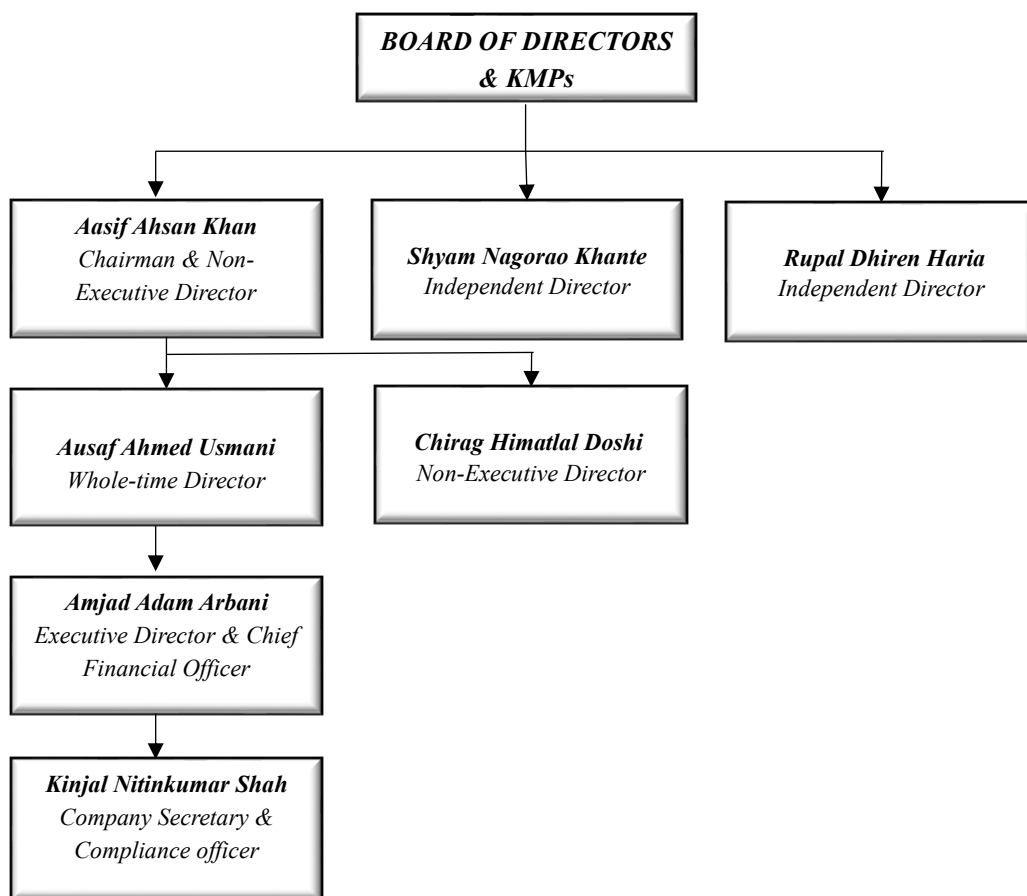 BOARD OF DIRECTORS
& KMPs
Aasif Ahsan Khan
Chairman & Non-
Executive Director
Shyam Nagorao Khante
Independent Director
Rupal Dhiren Haria
Independent Director
Ausaf Ahmed Usmani
Whole-time Director
Chirag Himatlal Doshi
Non-Executive Director
Amjad Adam Arbani
Executive Director & Chief
Financial Officer
Kinjal Nitinkumar Shah
Company Secretary &
Compliance officer